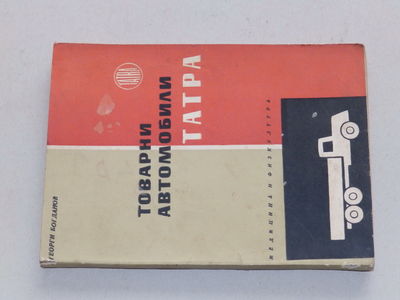 ГЕОРГИ БОГДАНОВ
ТОВАРНИ
АВТОМОБИЛИ
ТАТРА
TATRA
МЕДИЦИНА И ФИЗКУЛТУРА